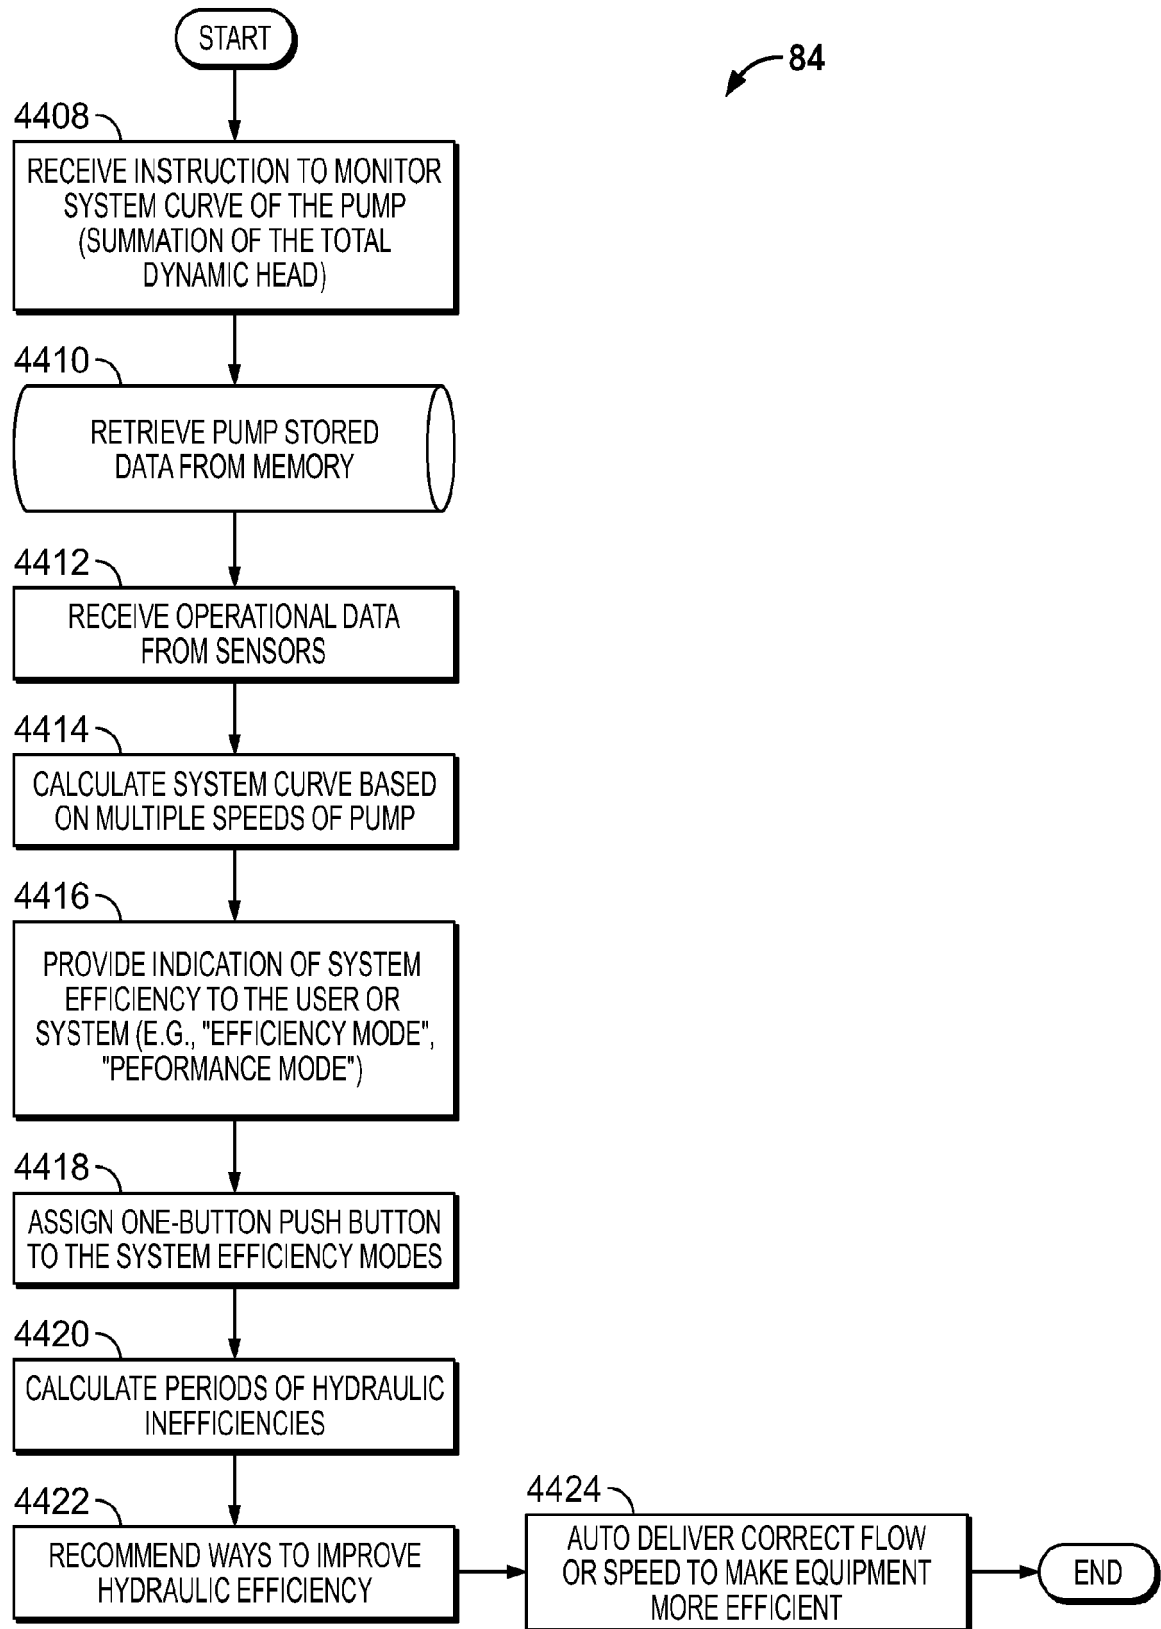 START
84
4408
RECEIVE INSTRUCTION TO MONITOR
SYSTEM CURVE OF THE PUMP
(SUMMATION OF THE TOTAL
DYNAMIC HEAD)
4410
RETRIEVE PUMP STORED
DATA FROM MEMORY
4412
RECEIVE OPERATIONAL DATA
FROM SENSORS
4414
CALCULATE SYSTEM CURVE BASED
ON MULTIPLE SPEEDS OF PUMP
4416
PROVIDE INDICATION OF SYSTEM
EFFICIENCY TO THE USER OR
SYSTEM (E.G., "EFFICIENCY MODE",
"PEFORMANCE MODE")
4418
ASSIGN ONE-BUTTON PUSH BUTTON
TO THE SYSTEM EFFICIENCY MODES
4420
CALCULATE PERIODS OF HYDRAULIC
INEFFICIENCIES
4422
RECOMMEND WAYS TO IMPROVE
HYDRAULIC EFFICIENCY
4424
AUTO DELIVER CORRECT FLOW
OR SPEED TO MAKE EQUIPMENT
MORE EFFICIENT
END